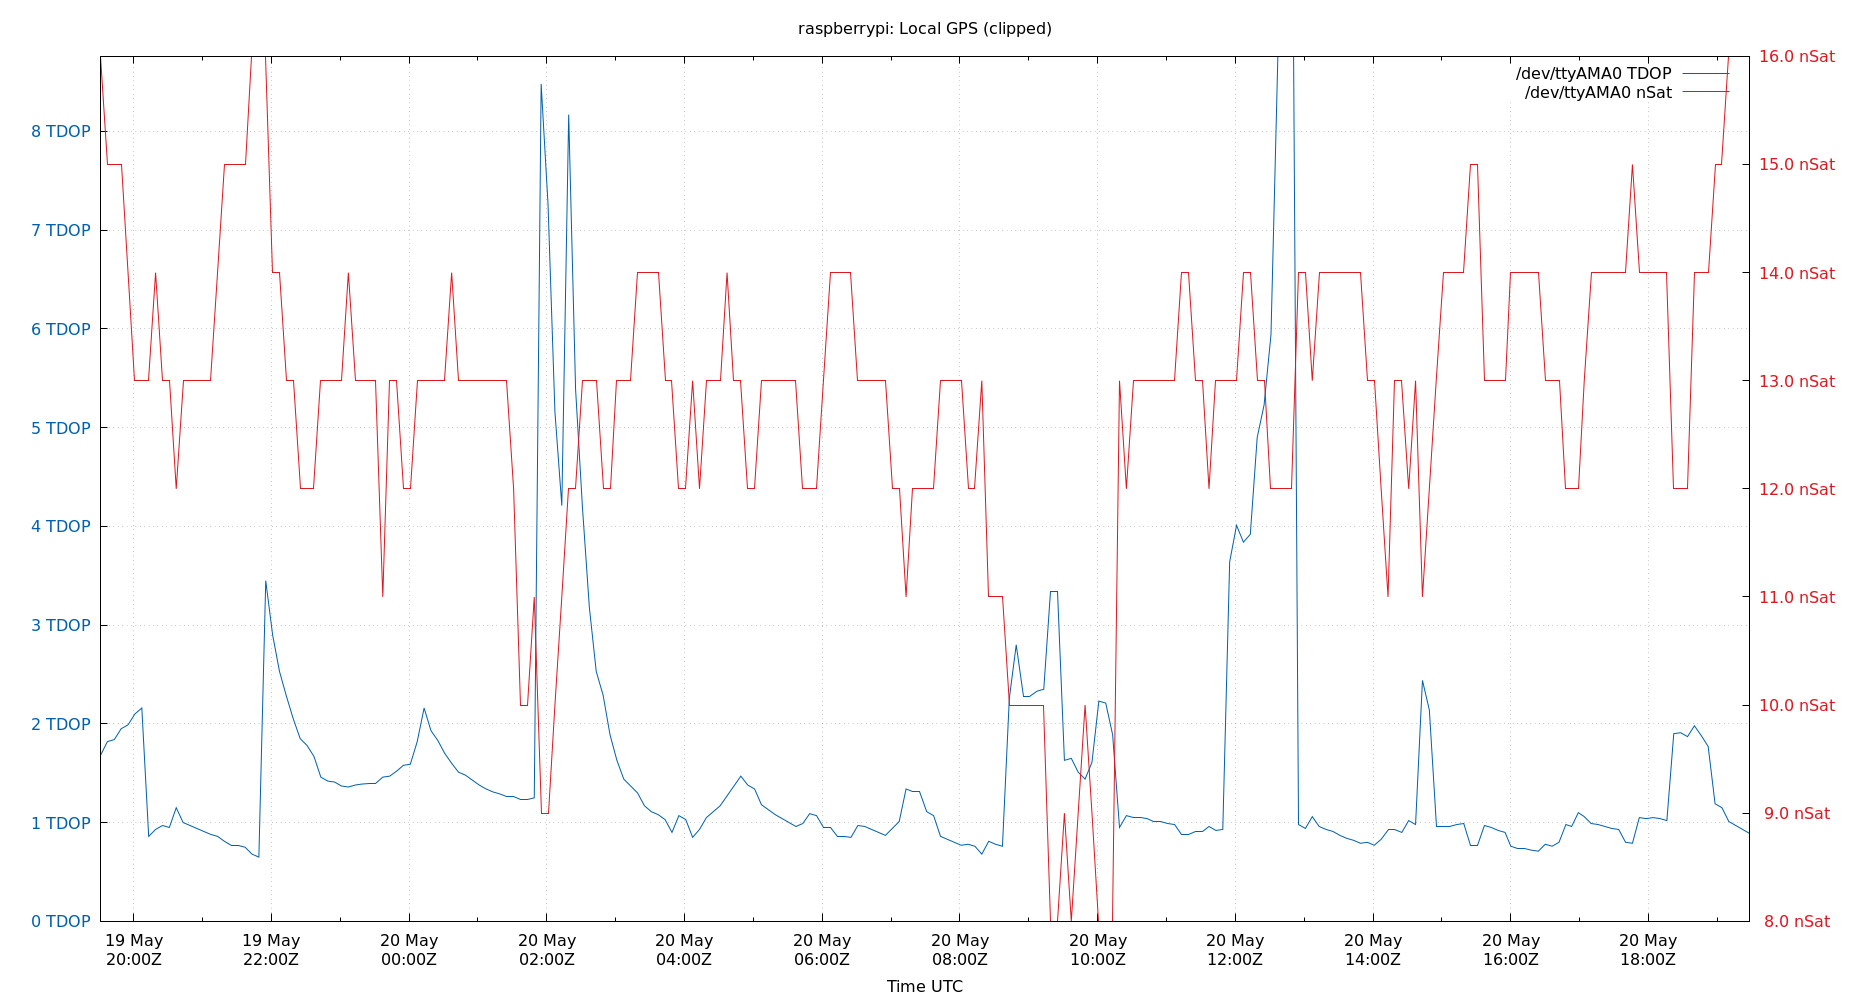 raspberrypi: Local GPS (clipped)
/dev/ttyAMA0 TDOP
/dev/ttyAMA0 nSat
8 TDOP
7 TDOP
6 TDOP
5 TDOP
4 TDOP
3 TDOP
2 TDOP
1 TDOP
0 TDOP
16.0 nSat
15.0 nSat
14.0 nSat
13.0 nSat
12.0 nSat
11.0 nSat
10.0 nSat
9.0 nSat
8.0 nSat
19 May 19 May 20 May 20 May 20 May 20 May 20 May 20 May 20 May 20 May 20 May 20 May
20:00Z 22:00Z 00:00Z 02:00Z 04:00Z 06:00Z 08:00Z 10:00Z 12:00Z 14:00Z 16:00Z 18:00Z
Time UTC